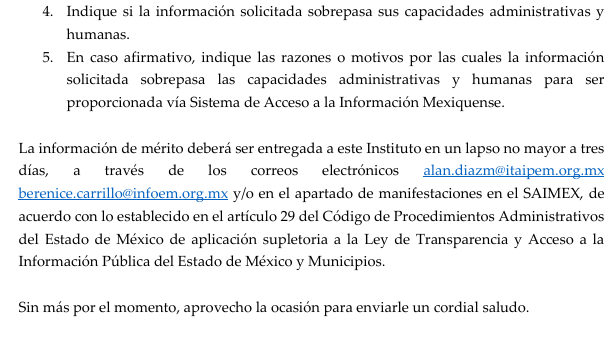 4. Indique si la información solicitada sobrepasa sus capacidades administrativas y
humanas.
5. En caso afirmativo, indique las razones o motivos por las cuales la información
solicitada sobrepasa las capacidades administrativas y humanas para ser
proporcionada vía Sistema de Acceso a la Información Mexiquense.
La información de mérito deberá ser entregada a este Instituto en un lapso no mayor a tres
días, a través de los correos electrónicos alan.diazm@itaipem.org.mx
berenice.carrillo@infoem.org.mx y/o en el apartado de manifestaciones en el SAIMEX, de
acuerdo con lo establecido en el artículo 29 del Código de Procedimientos Administrativos
del Estado de México de aplicación supletoria a la Ley de Transparencia y Acceso a la
Información Pública del Estado de México y Municipios.
Sin más por el momento, aprovecho la ocasión para enviarle un cordial saludo.